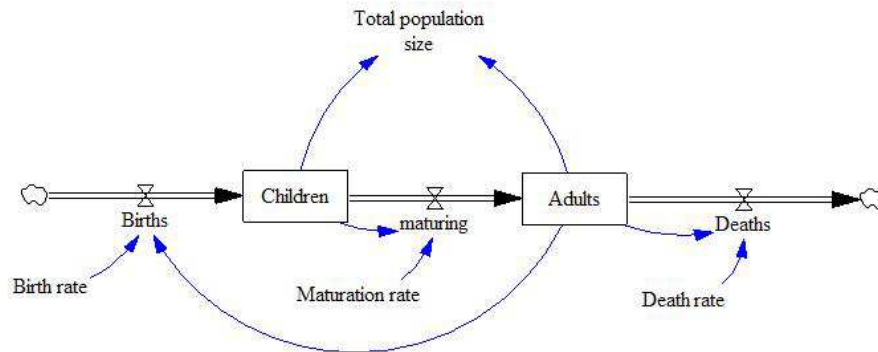 Total population
size
Children
Adults
Births
maturing
Deaths
Birth rate
Maturation rate
Death rate